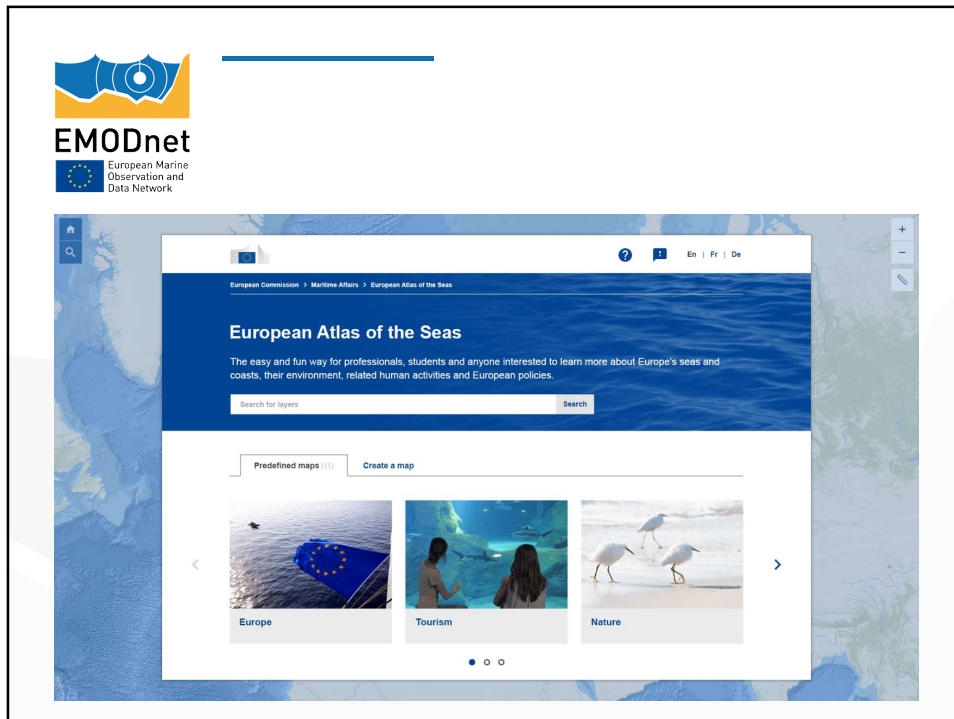 EMODnet
European Marine
Observation and
Data Network
+
−
En | Fr | De
European Commission > Maritime Affairs > European Atlas of the Seas
European Atlas of the Seas
The easy and fun way for professionals, students and anyone interested to learn more about Europe's seas and
coasts, their environment, related human activities and European policies.
Search for layers Search
Predefined maps (11) Create a map
Europe Tourism Nature